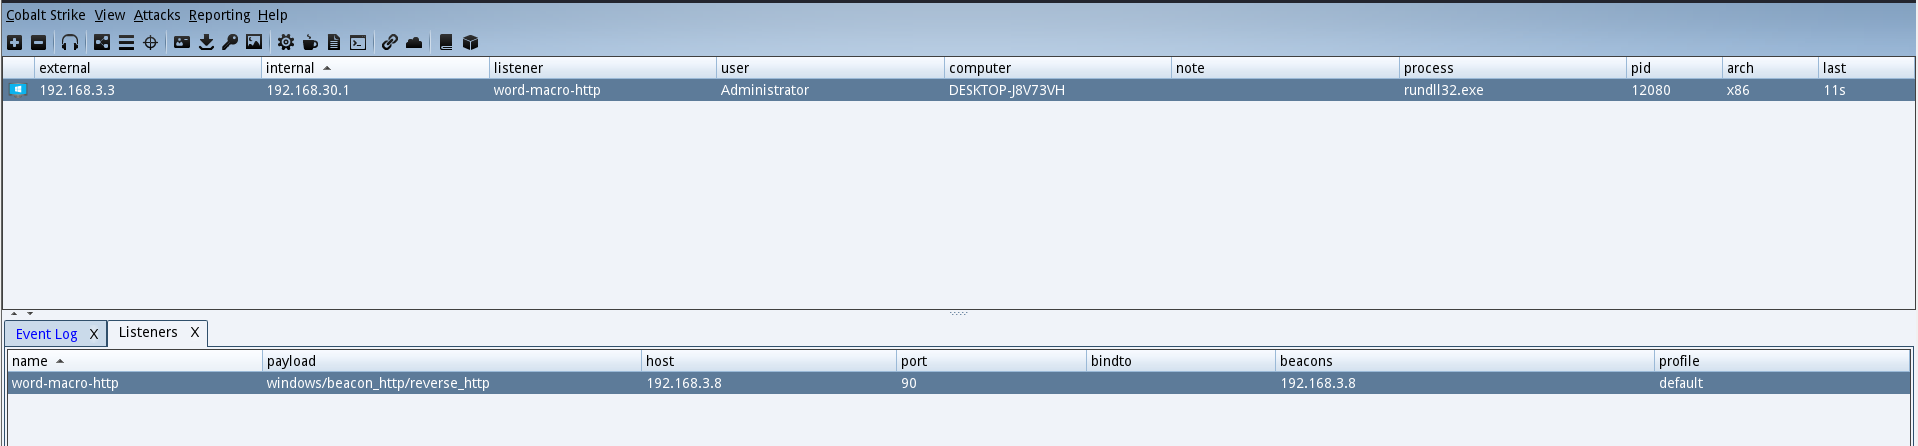 Cobalt Strike View Attacks Reporting Help
external internal listener user computer note process pid arch last
192.168.3.3 192.168.30.1 word-macro-http Administrator DESKTOP-J8V73VH rundll32.exe 12080 x86 11s
Event Log X Listeners X
name payload host port bindto beacons profile
word-macro-http windows/beacon_http/reverse_http 192.168.3.8 90 192.168.3.8 default